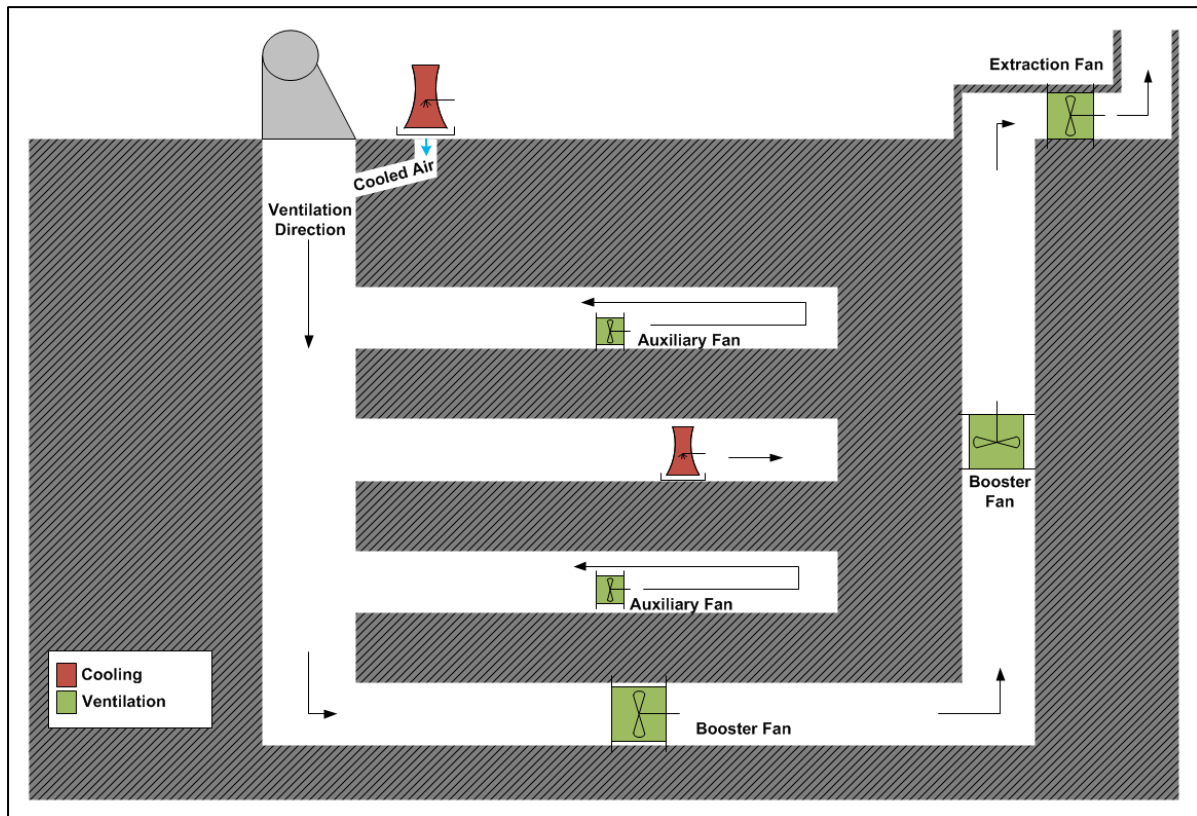 Extraction Fan
Cooled Air
Ventilation
Direction
Auxiliary Fan
Booster
Fan
Auxiliary Fan
Cooling
Ventilation
Booster Fan